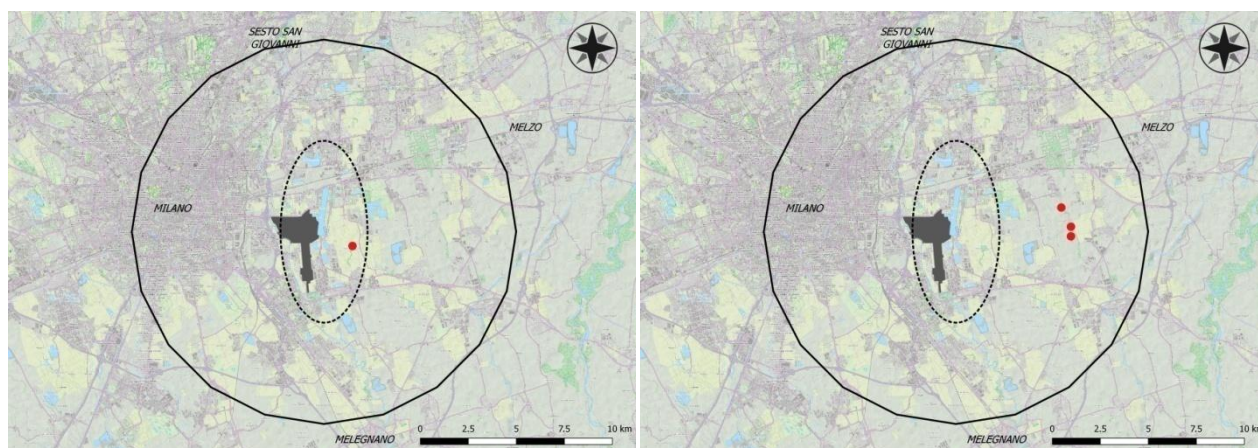 SESTO SAN
GIOVANNI
MELZO
MILANO
MELEGNANO
0 2.5 5 7.5 10 km
SESTO SAN
GIOVANNI
MELZO
MILANO
MELEGNANO
0 2.5 5 7.5 10 km